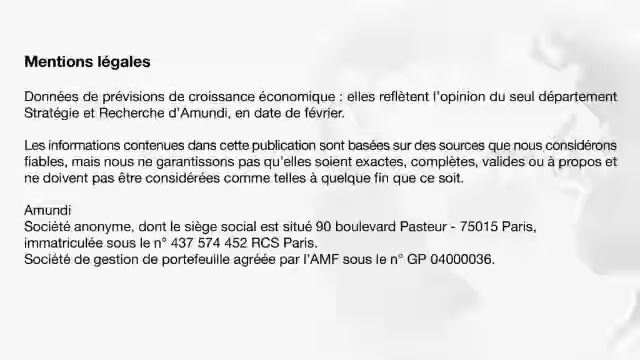 Mentions légales
Données de prévisions de croissance économique : elles reflètent l'opinion du seul département
Stratégie et Recherche d'Amundi, en date de février.
Les informations contenues dans cette publication sont basées sur des sources que nous considérons
fiables, mais nous ne garantissons pas qu'elles soient exactes, complètes, valides ou à propos et
ne doivent pas être considérées comme telles à quelque fin que ce soit.
Amundi
Société anonyme, dont le siège social est situé 90 boulevard Pasteur - 75015 Paris,
immatriculée sous le n° 437 574 452 RCS Paris.
Société de gestion de portefeuille agréée par l'AMF sous le n° GP 04000036.